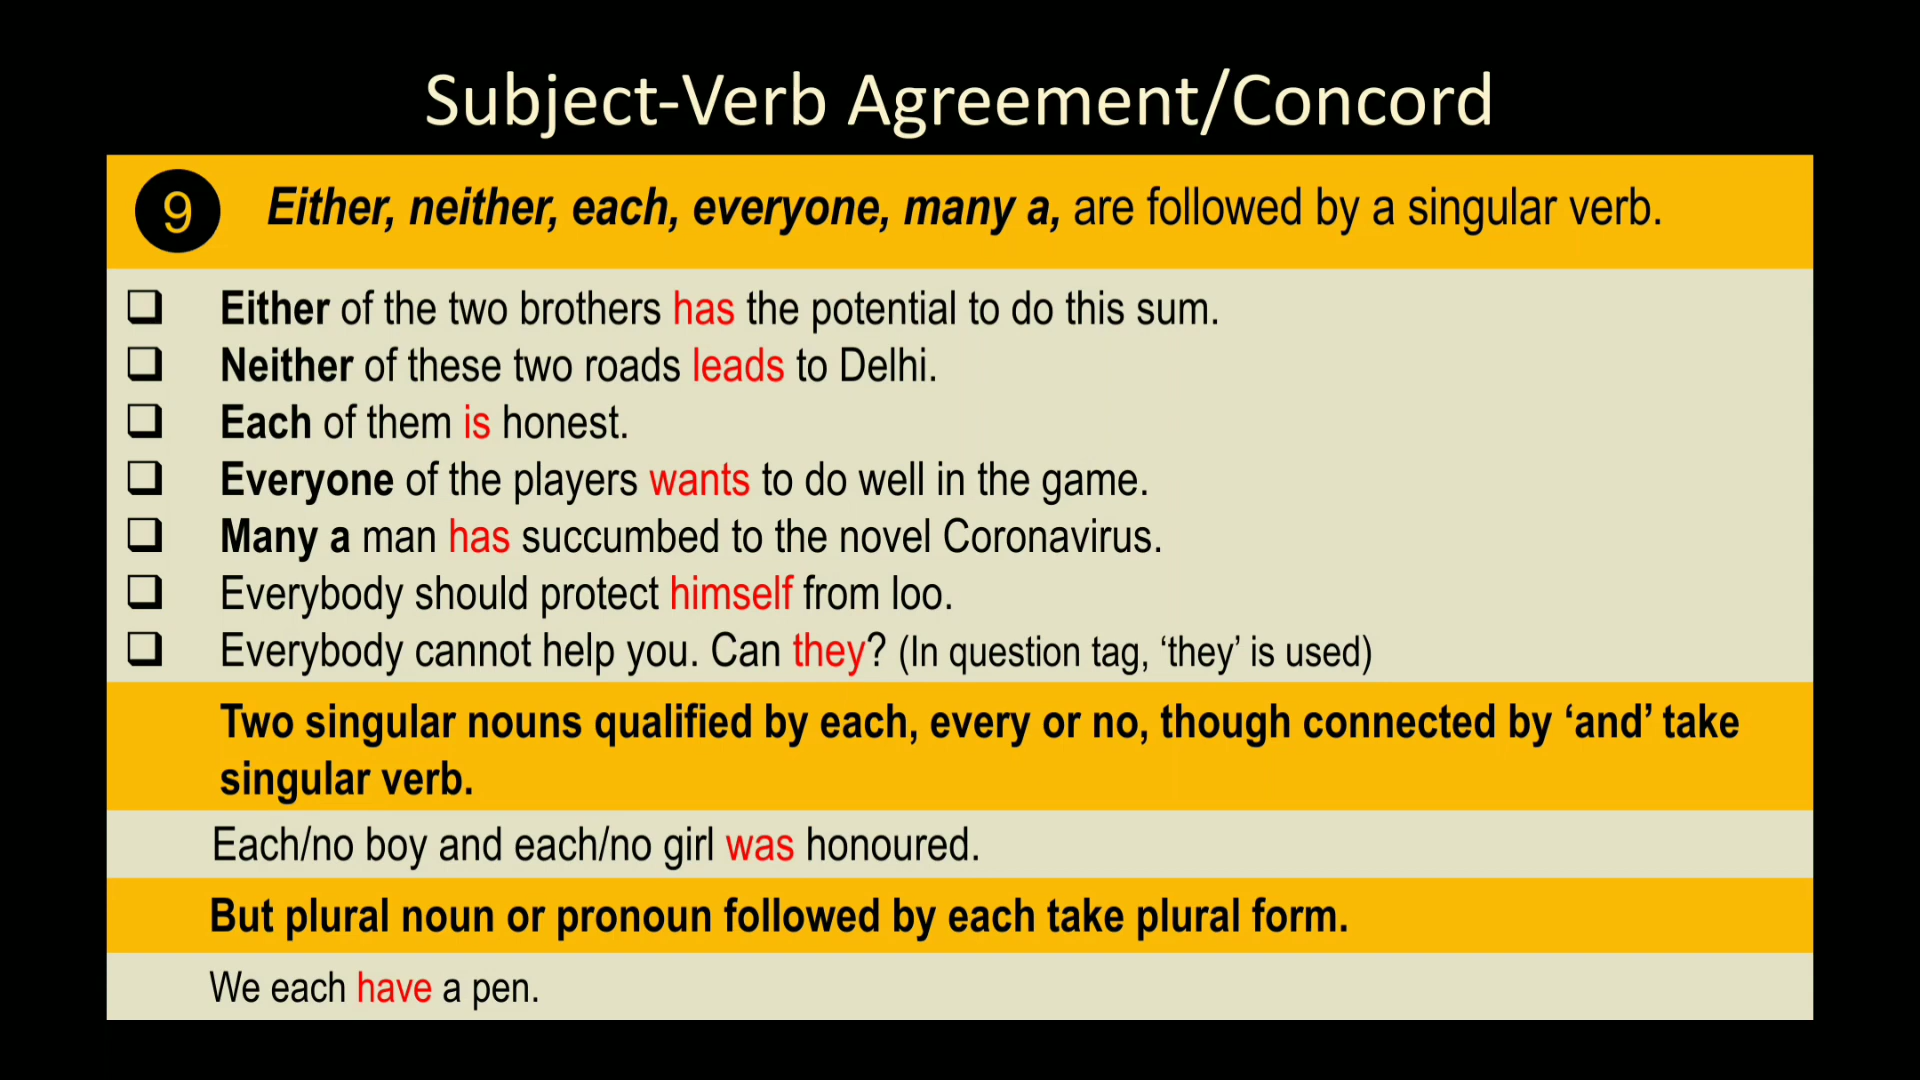 Subject-Verb Agreement/Concord
9 Either, neither, each, everyone, many a, are followed by a singular verb.
❑ Either of the two brothers has the potential to do this sum.
❑ Neither of these two roads leads to Delhi.
❑ Each of them is honest.
❑ Everyone of the players wants to do well in the game.
❑ Many a man has succumbed to the novel Coronavirus.
❑ Everybody should protect himself from loo.
❑ Everybody cannot help you. Can they? (In question tag, ‘they’ is used)
Two singular nouns qualified by each, every or no, though connected by ‘and’ take
singular verb.
Each/no boy and each/no girl was honoured.
But plural noun or pronoun followed by each take plural form.
We each have a pen.